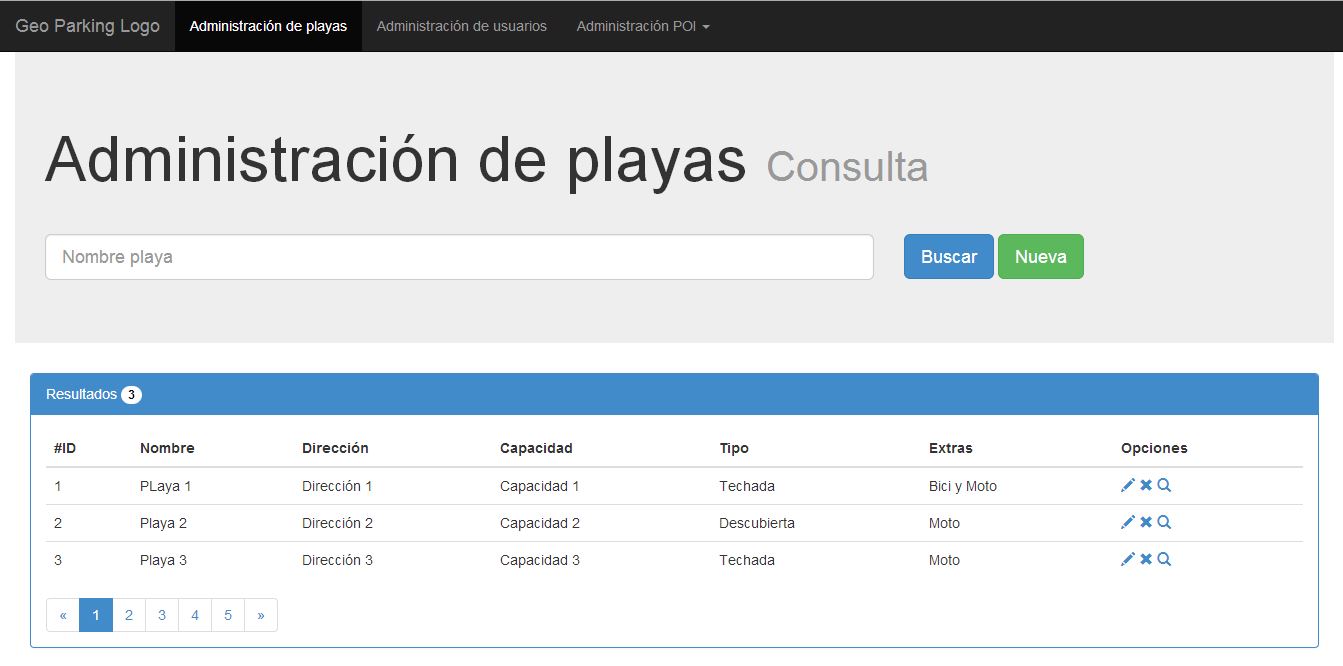 Geo Parking Logo Administración de playas Administración de usuarios Administración POI
Administración de playas Consulta
Nombre playa Buscar Nueva
Resultados 3
#ID Nombre Dirección Capacidad Tipo Extras Opciones
1 PLaya 1 Dirección 1 Capacidad 1 Techada Bici y Moto
2 Playa 2 Dirección 2 Capacidad 2 Descubierta Moto
3 Playa 3 Dirección 3 Capacidad 3 Techada Moto
« 1 2 3 4 5 »